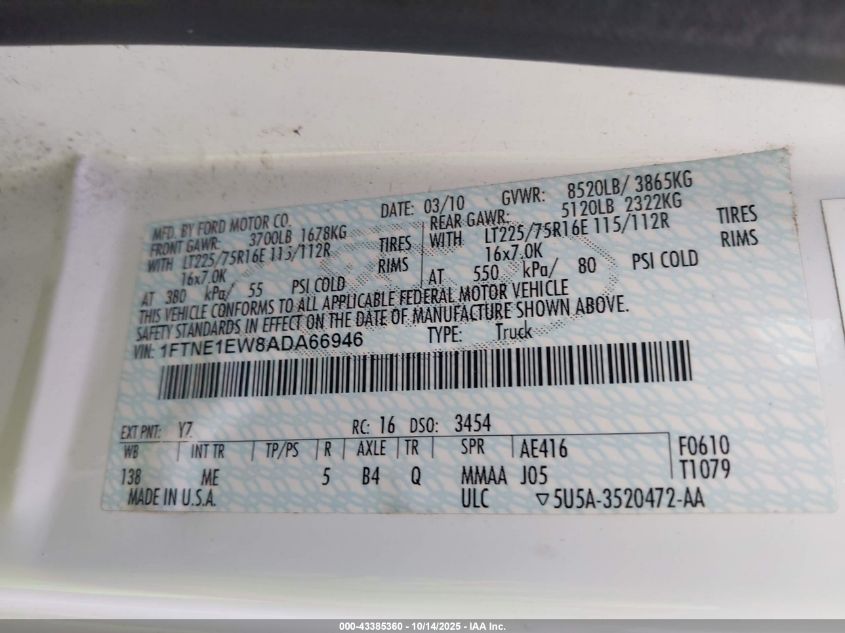 MFD. BY FORD MOTOR CO. DATE: 03/10 GVWR: 8520LB/ 3865KG
FRONT GAWR: 3700LB 1678KG REAR GAWR: 5120LB 2322KG
WITH LT225/75R16E 115/112R TIRES WITH LT225/75R16E 115/112R TIRES
16x7.0K RIMS 16x7.0K RIMS
AT 380 kPa/ 55 PSI COLD AT 550 kPa/ 80 PSI COLD
THIS VEHICLE CONFORMS TO ALL APPLICABLE FEDERAL MOTOR VEHICLE
SAFETY STANDARDS IN EFFECT ON THE DATE OF MANUFACTURE SHOWN ABOVE.
VIN: 1FTNE1EW8ADA66946 TYPE: Truck
EXT PNT: Y7 RC: 16 DSO: 3454
WB INT TR TP/PS R AXLE TR SPR AE416 F0610
138 ME 5 B4 Q MMAA J05 T1079
MADE IN U.S.A. ULC ▽5U5A-3520472-AA
000-43385360 - 10/14/2025 - IAA Inc.